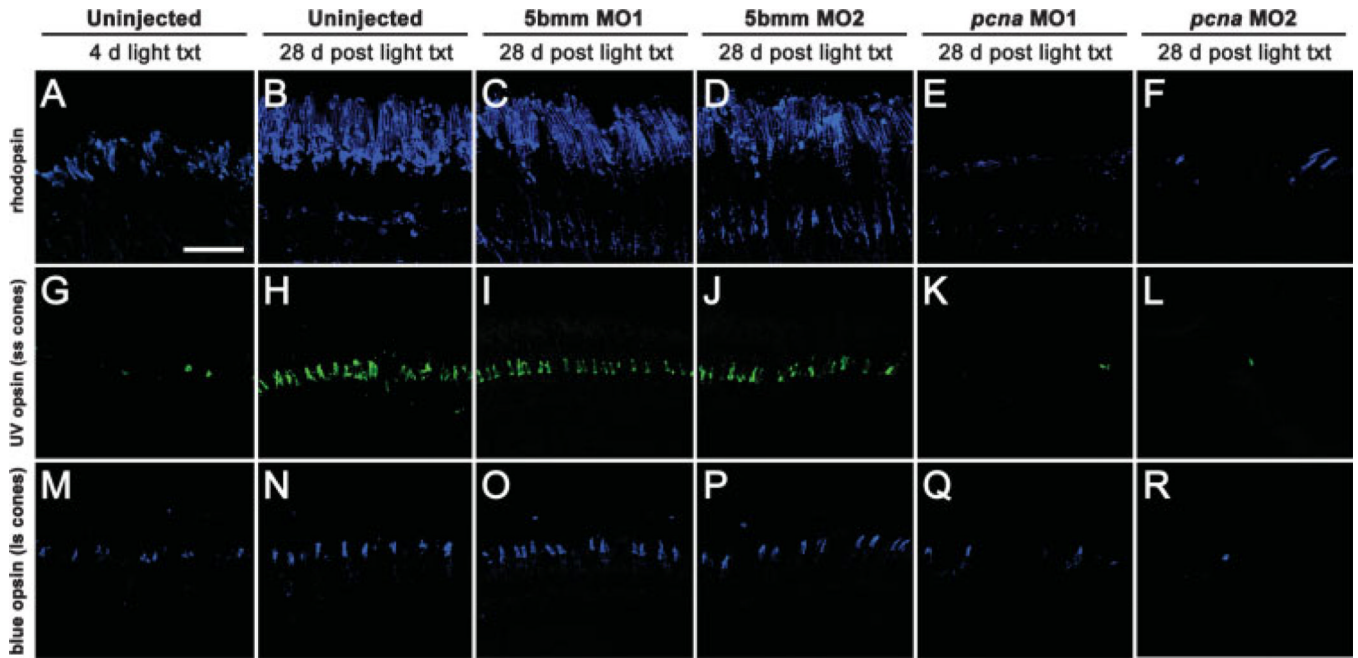 Uninjected Uninjected 5bmm MO1 5bmm MO2 pcna MO1 pcna MO2
4 d light txt 28 d post light txt 28 d post light txt 28 d post light txt 28 d post light txt 28 d post light txt
rhodopsin
A B C D E F
UV opsin (ss cones)
G H I J K L
blue opsin (ls cones)
M N O P Q R